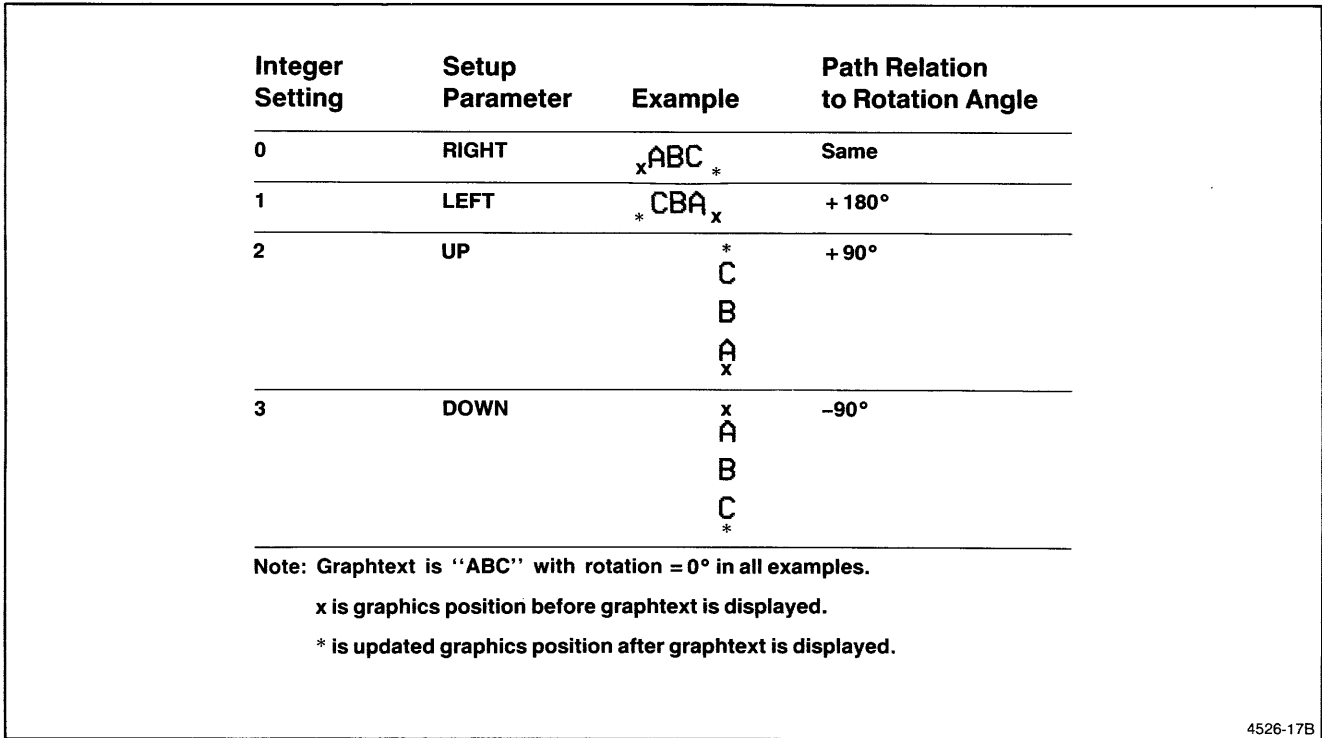 Integer Setting Setup Parameter Example Path Relation to Rotation Angle
0 RIGHT xABC * Same
1 LEFT * CBA x + 180°
2 UP * + 90°
C
B
A
x
3 DOWN x –90°
A
B
C
*
Note: Graphtext is ‘‘ABC’’ with rotation = 0° in all examples.
x is graphics position before graphtext is displayed.
* is updated graphics position after graphtext is displayed.
4526-17B